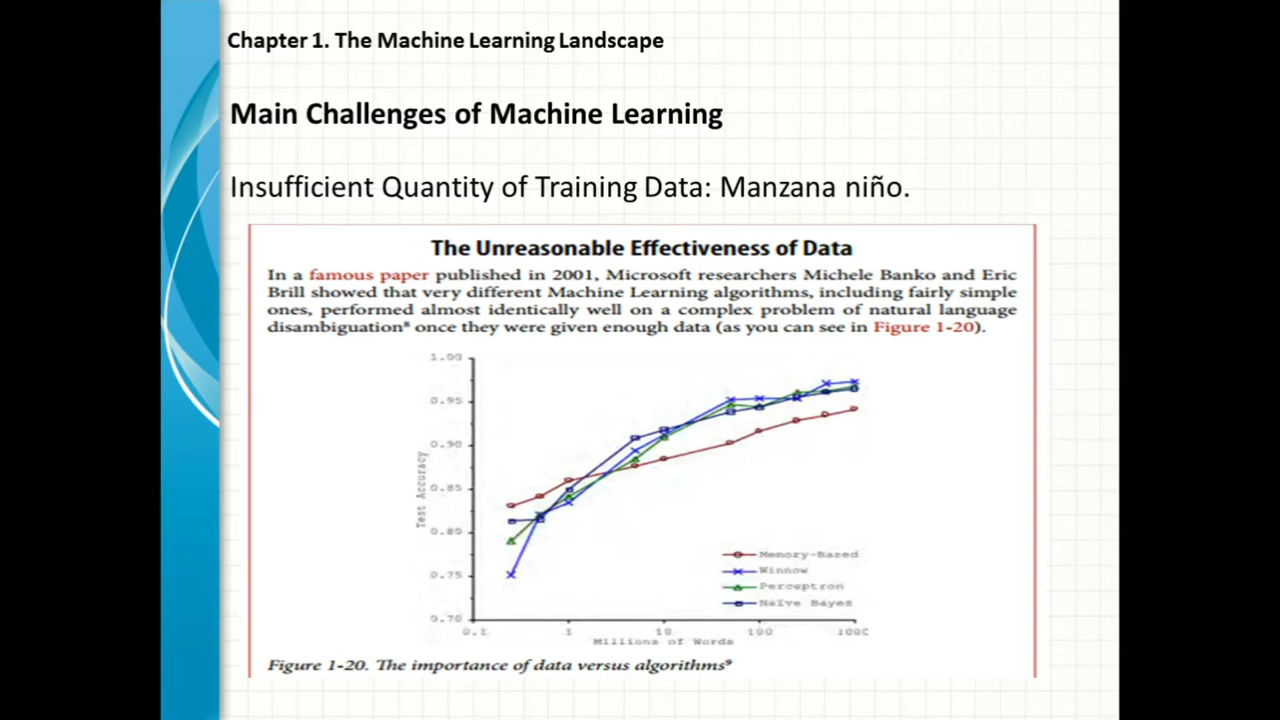 Chapter 1. The Machine Learning Landscape
Main Challenges of Machine Learning
Insufficient Quantity of Training Data: Manzana niño.
The Unreasonable Effectiveness of Data
In a famous paper published in 2001, Microsoft researchers Michele Banko and Eric
Brill showed that very different Machine Learning algorithms, including fairly simple
ones, performed almost identically well on a complex problem of natural language
disambiguation⁸ once they were given enough data (as you can see in Figure 1-20).
1.00
0.95
0.90
0.85
0.80
0.75
0.70
Test Accuracy
Memory-Based
Winnow
Perceptron
Naïve Bayes
0.1 1 10 100 1000
Millions of Words
Figure 1-20. The importance of data versus algorithms⁹